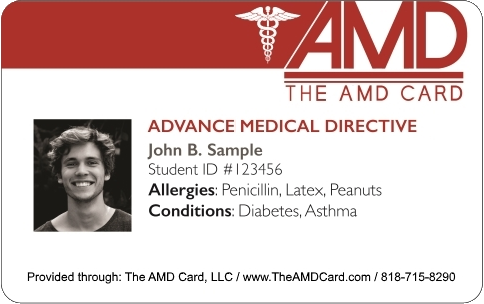 AMD
THE AMD CARD
ADVANCE MEDICAL DIRECTIVE
John B. Sample
Student ID #123456
Allergies: Penicillin, Latex, Peanuts
Conditions: Diabetes, Asthma
Provided through: The AMD Card, LLC / www.TheAMDCard.com / 818-715-8290